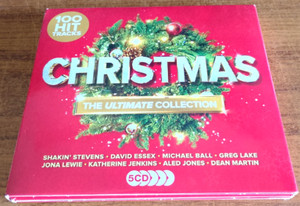 100
HIT
TRACKS
CHRISTMAS
THE ULTIMATE COLLECTION
SHAKIN' STEVENS • DAVID ESSEX • MICHAEL BALL • GREG LAKE
JONA LEWIE • KATHERINE JENKINS • ALED JONES • DEAN MARTIN
5CD